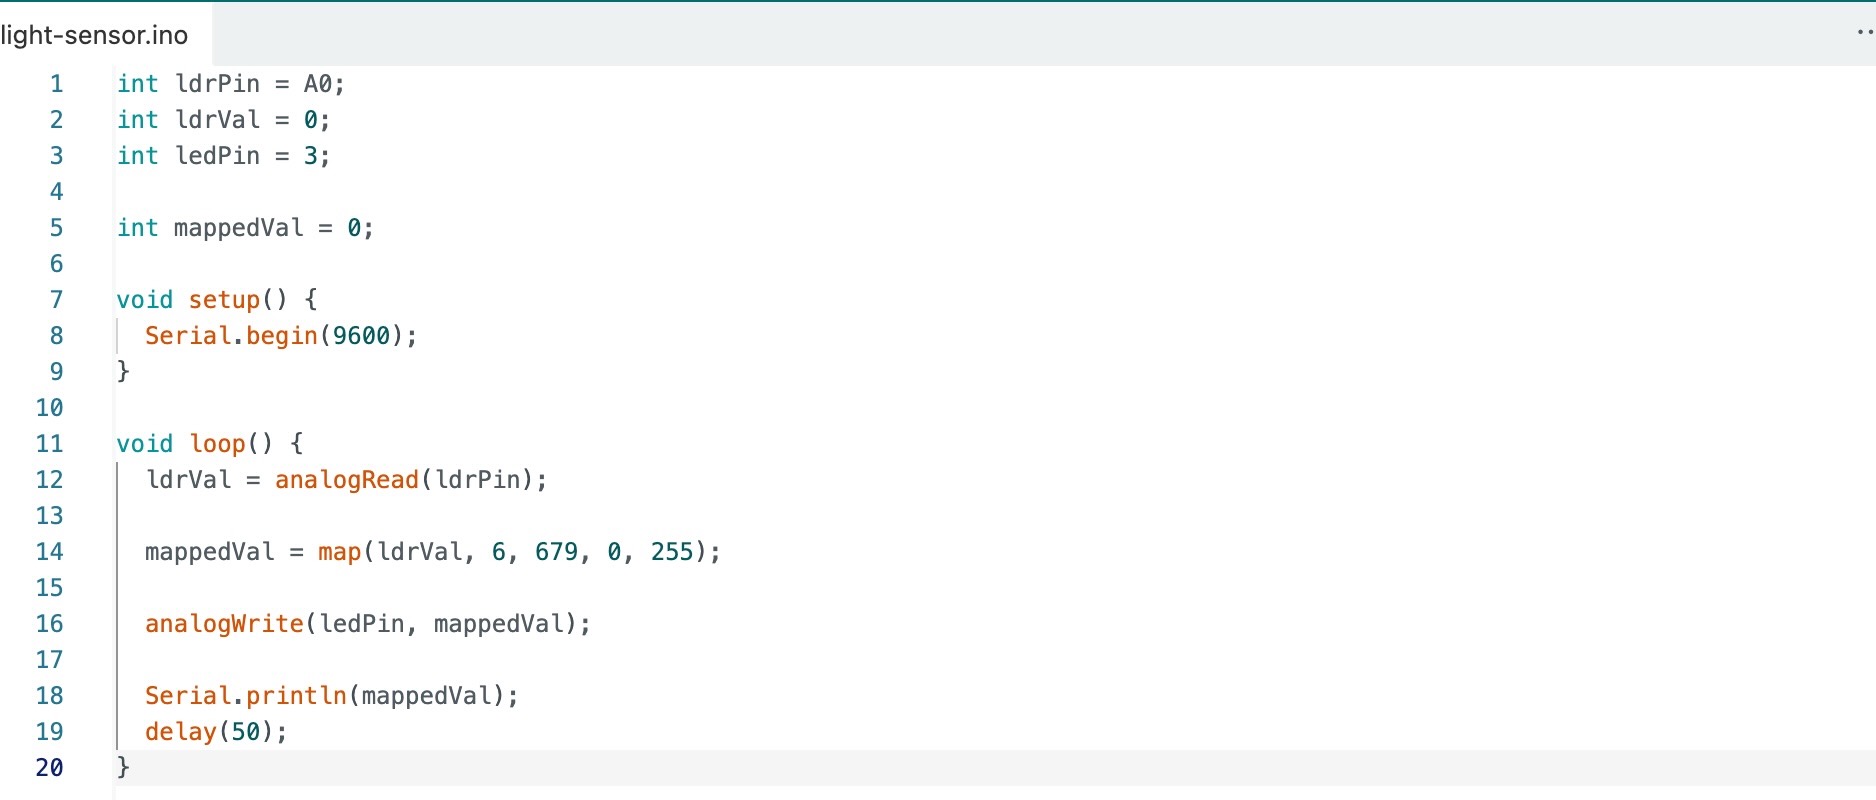 light-sensor.ino
1 int ldrPin = A0;
2 int ldrVal = 0;
3 int ledPin = 3;
4
5 int mappedVal = 0;
6
7 void setup() {
8   Serial.begin(9600);
9 }
10
11 void loop() {
12   ldrVal = analogRead(ldrPin);
13
14   mappedVal = map(ldrVal, 6, 679, 0, 255);
15
16   analogWrite(ledPin, mappedVal);
17
18   Serial.println(mappedVal);
19   delay(50);
20 }